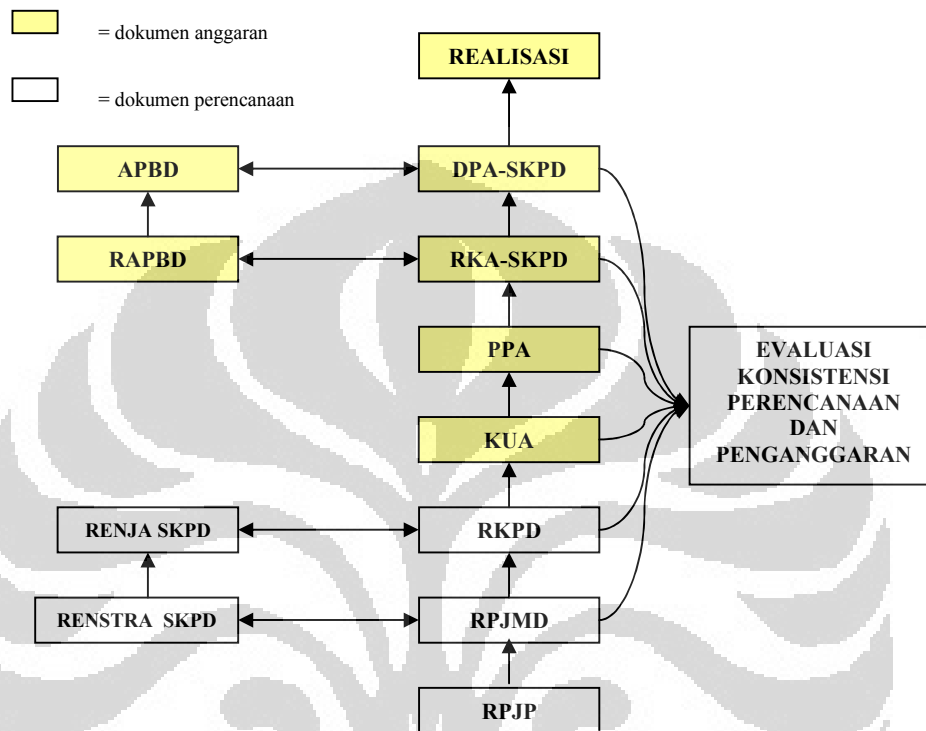 = dokumen anggaran
= dokumen perencanaan
REALISASI
APBD
DPA-SKPD
RAPBD
RKA-SKPD
PPA
KUA
EVALUASI
KONSISTENSI
PERENCANAAN
DAN
PENGANGGARAN
RENJA SKPD
RKPD
RENSTRA SKPD
RPJMD
RPJP